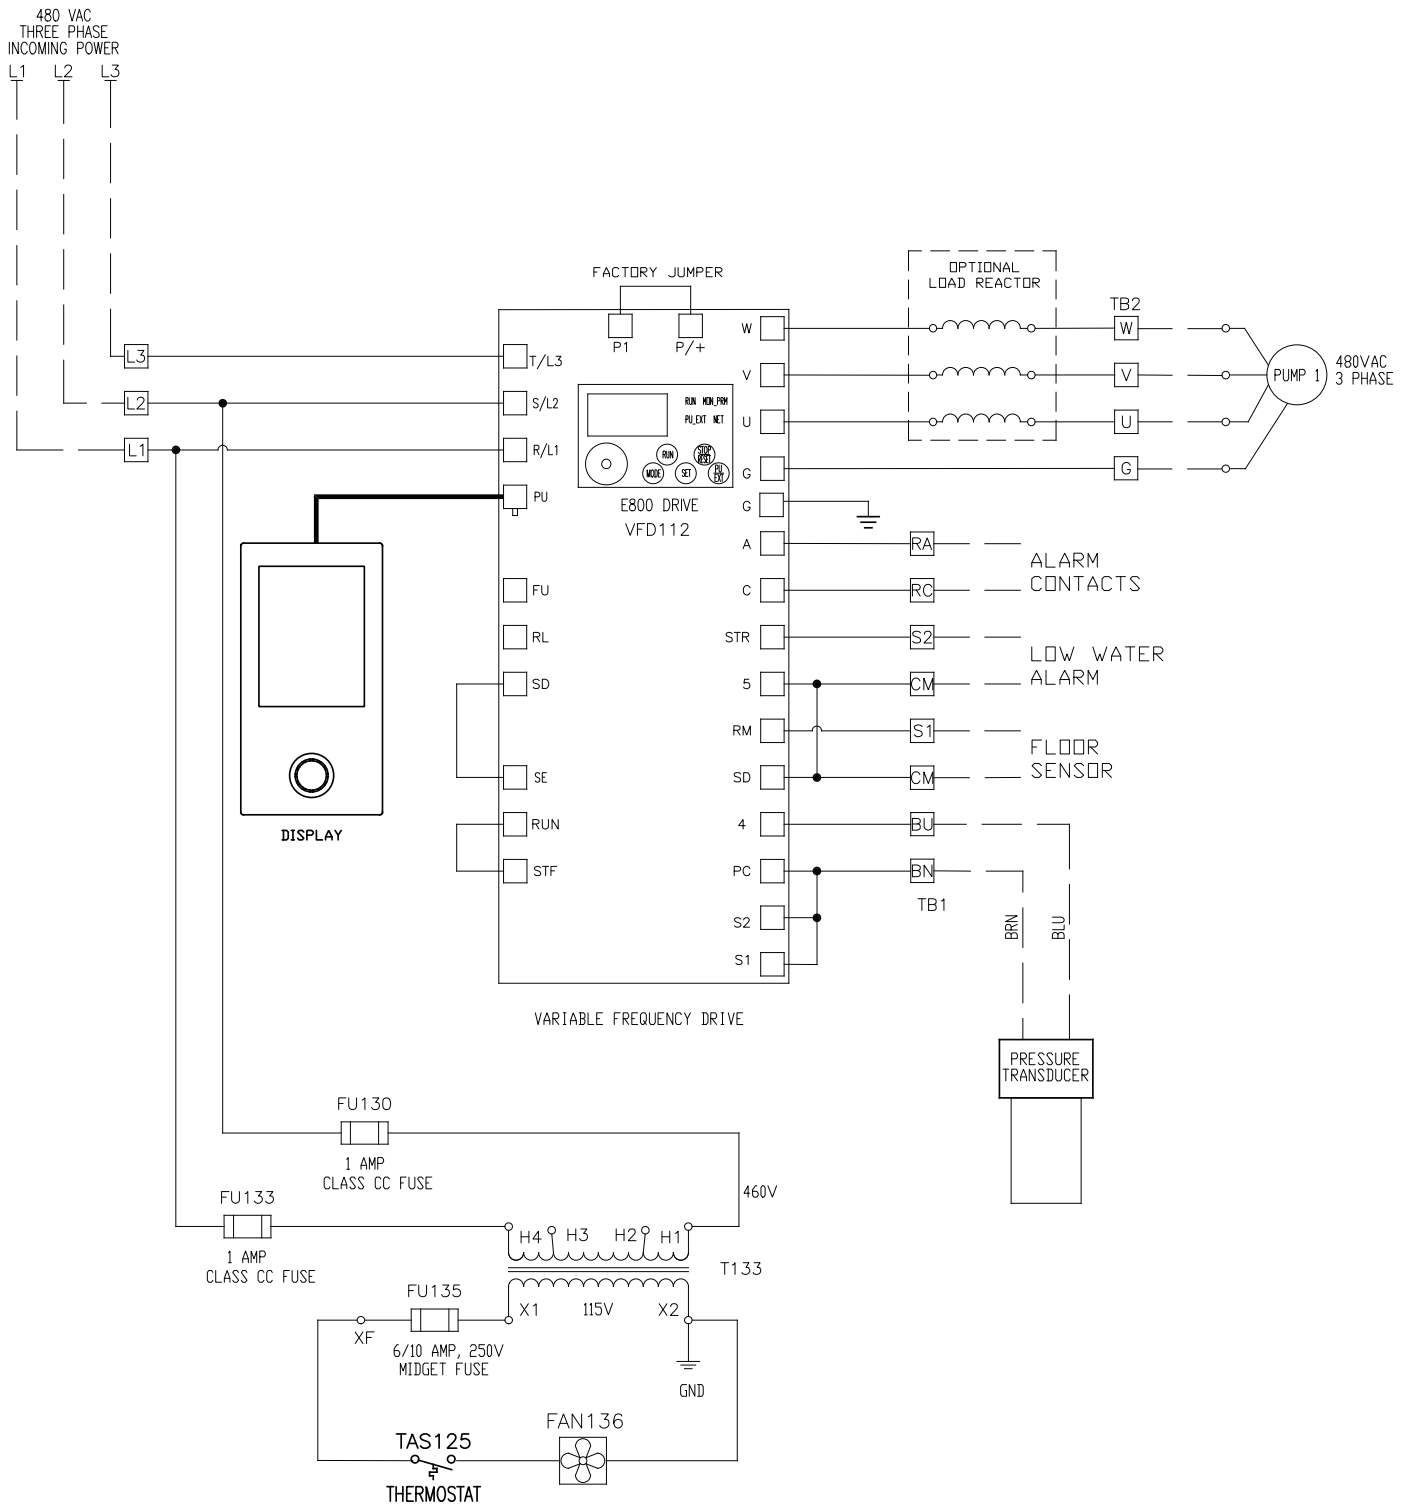 480 VAC
THREE PHASE
INCOMING POWER
L1 L2 L3
FACTORY JUMPER
P1 P/+
OPTIONAL
LOAD REACTOR
TB2
L3 T/L3 W W
L2 S/L2 V V
L1 R/L1 U U
PU G G
PUMP 1
480VAC
3 PHASE
RUN MON_PRM
PU_EXT NET
RUN STOP RESET
MODE SET PU EXT
E800 DRIVE
VFD112
G
A RA
ALARM
CONTACTS
FU C RC
RL STR S2
LOW WATER
ALARM
SD 5 CM
RM S1
FLOOR
SENSOR
SE SD CM
RUN 4 BU
STF PC BN
TB1
S2
S1
DISPLAY
BRN BLU
VARIABLE FREQUENCY DRIVE
PRESSURE
TRANSDUCER
FU130
1 AMP
CLASS CC FUSE
460V
FU133
1 AMP
CLASS CC FUSE
H4 H3 H2 H1
T133
X1 115V X2
FU135
XF
6/10 AMP, 250V
MIDGET FUSE
GND
TAS125
THERMOSTAT
FAN136